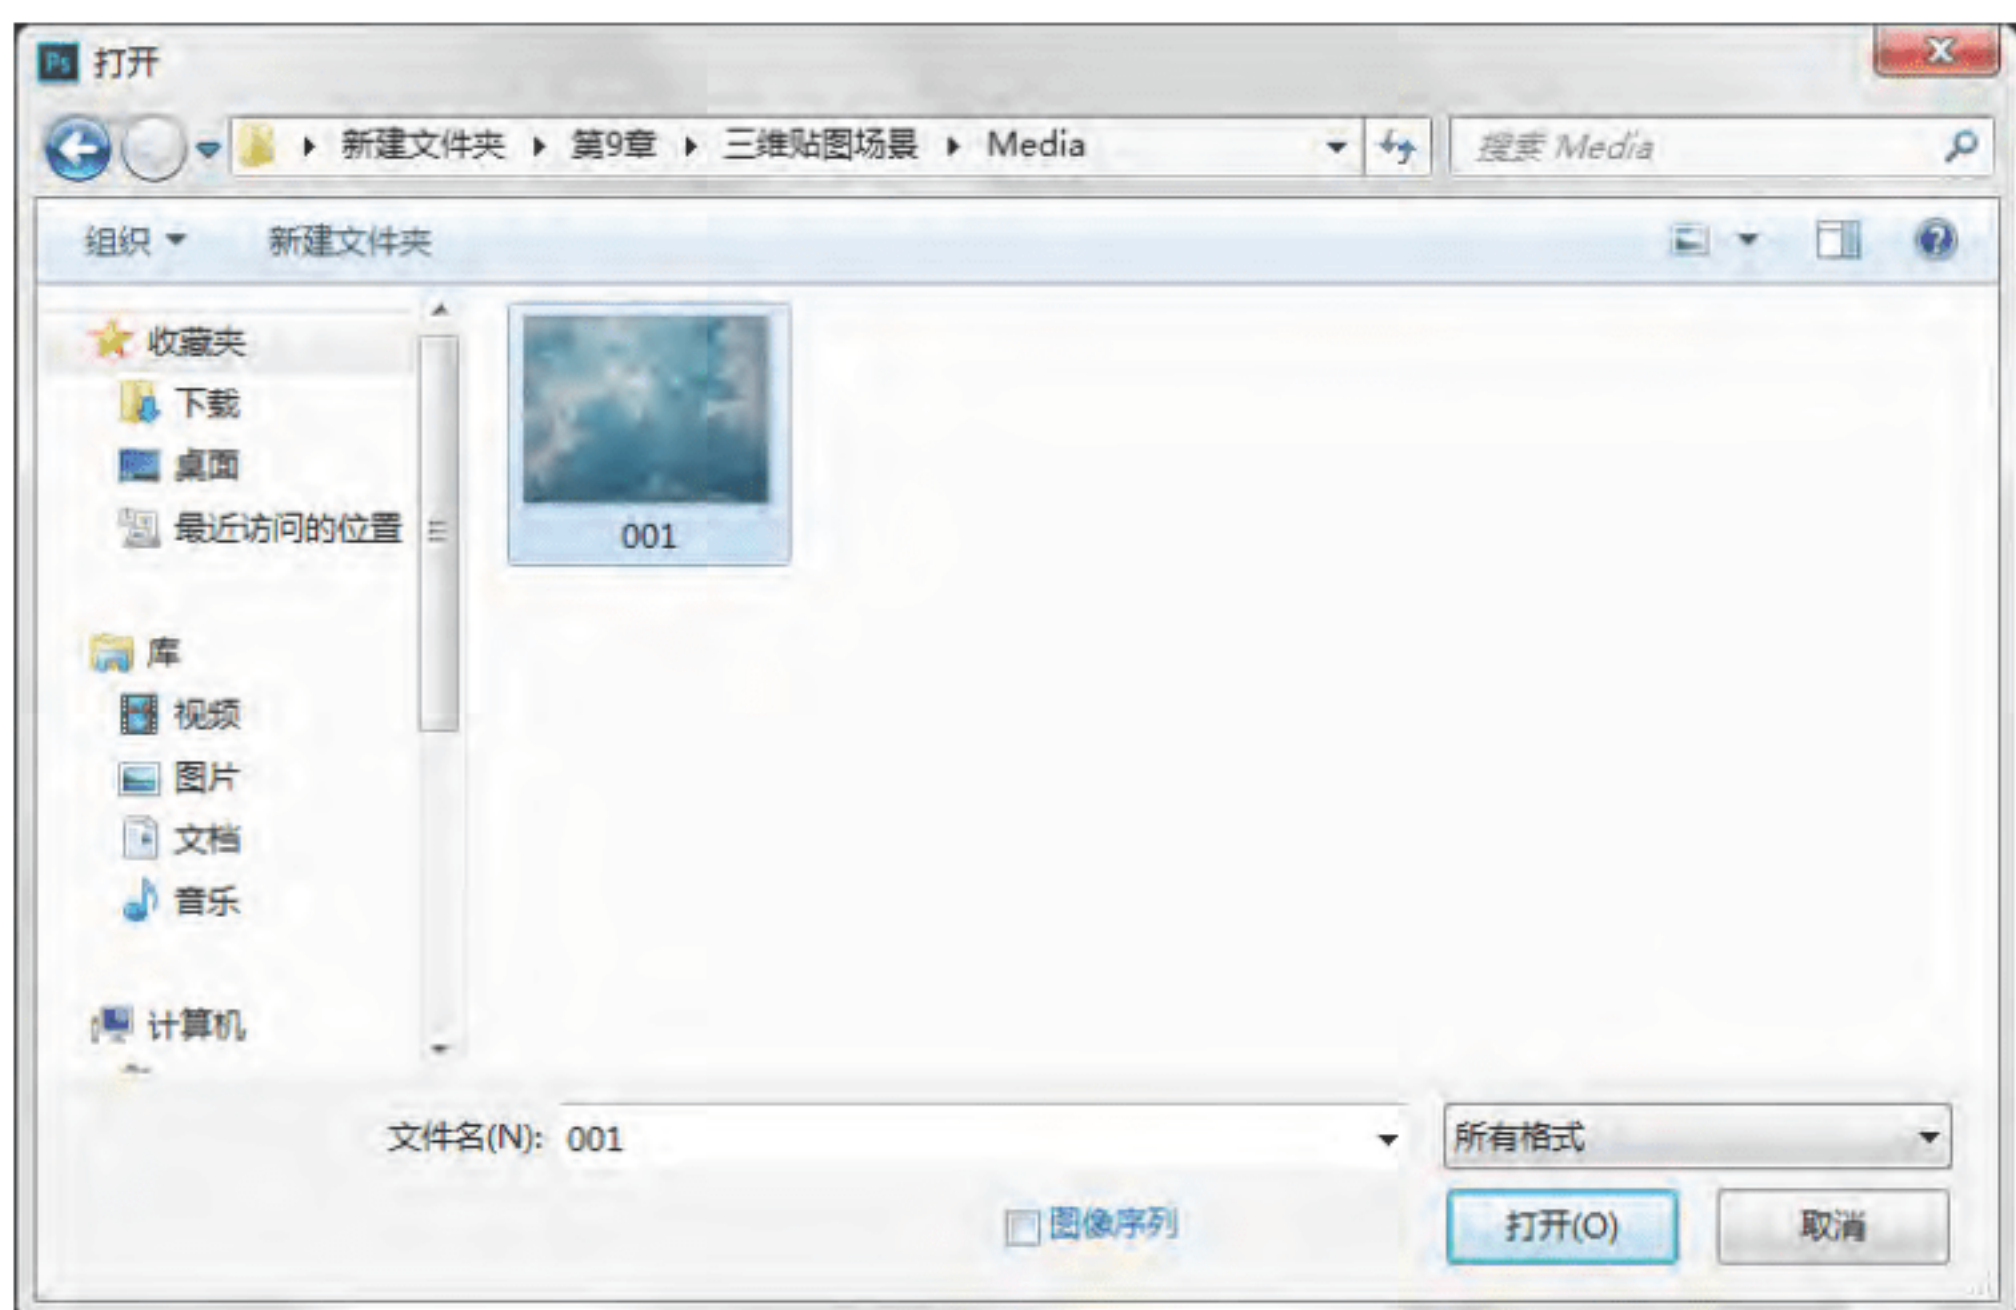 Ps 打开
新建文件夹 第9章 三维贴图场景 Media 搜索 Media
组织 新建文件夹
收藏夹
下载
桌面
最近访问的位置
001
库
视频
图片
文档
音乐
计算机
文件名(N): 001 所有格式
图像序列 打开(O) 取消